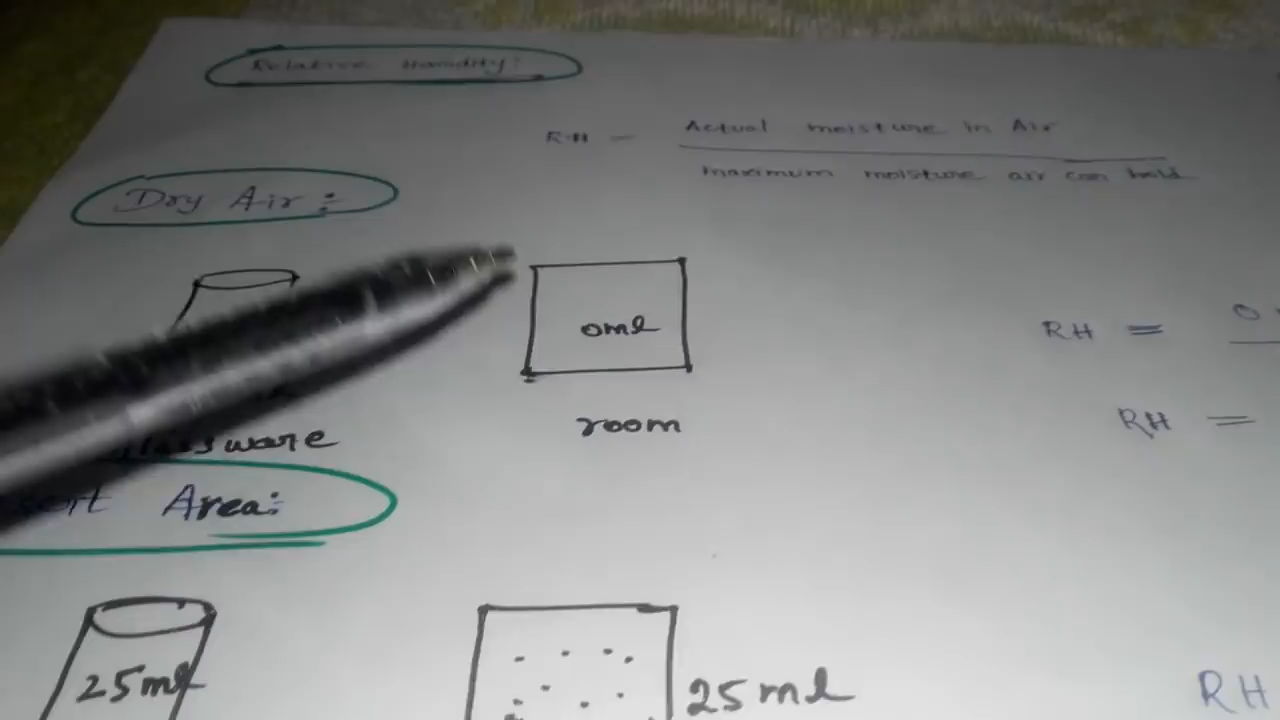 Relative Humidity:
RH = Actual moisture in Air
maximum moisture air can hold
Dry Air:
0ml
RH = 0
room
RH =
Area:
25ml
25ml
RH